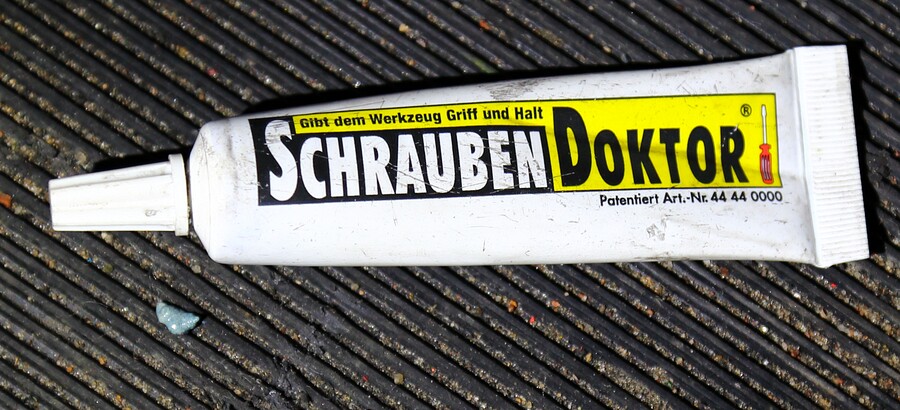 Gibt dem Werkzeug Griff und Halt
SCHRAUBENDOKTOR®
Patentiert Art.-Nr. 44 44 0000